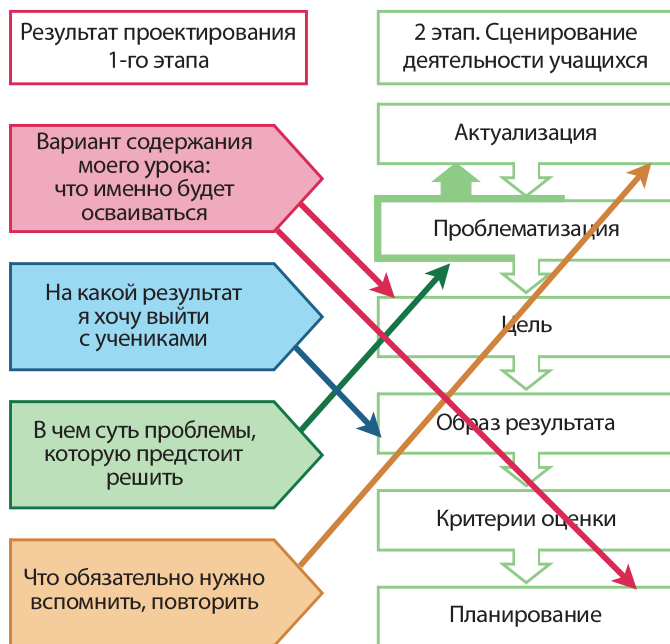 Результат проектирования
1-го этапа
2 этап. Сценирование
деятельности учащихся
Вариант содержания
моего урока:
что именно будет
осваиваться
На какой результат
я хочу выйти
с учениками
В чем суть проблемы,
которую предстоит
решить
Что обязательно нужно
вспомнить, повторить
Актуализация
Проблематизация
Цель
Образ результата
Критерии оценки
Планирование